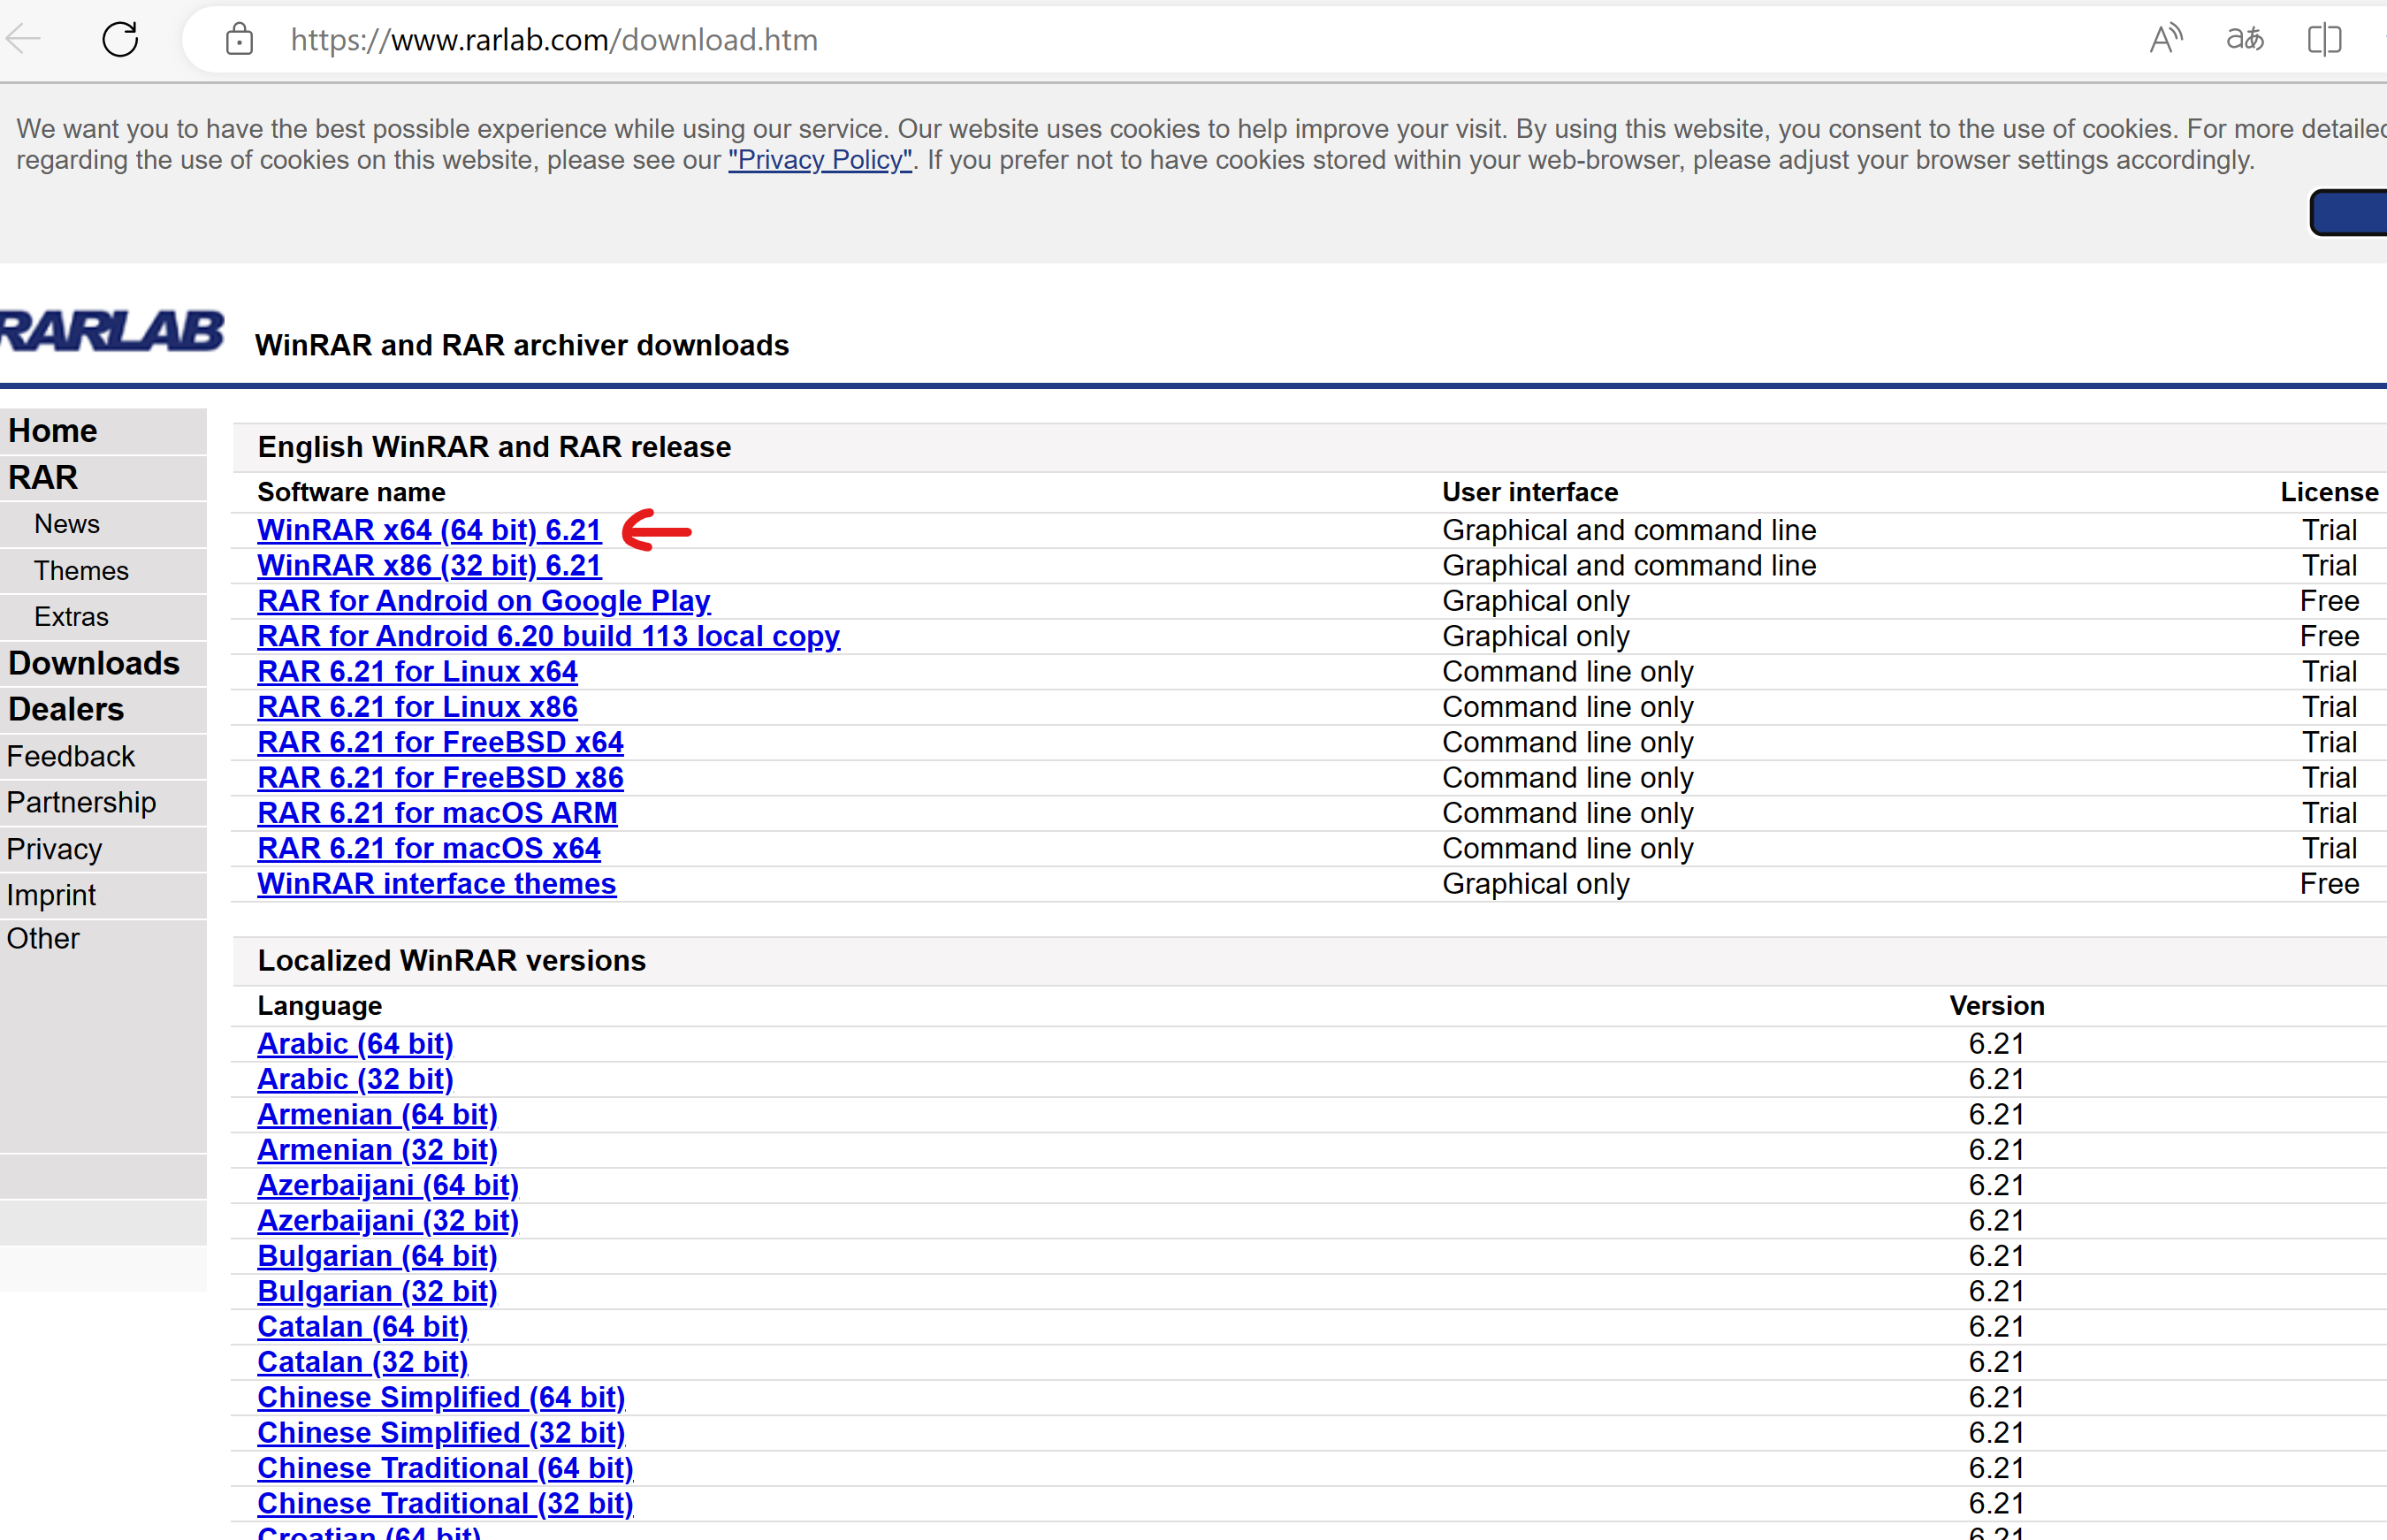 https://www.rarlab.com/download.htm
We want you to have the best possible experience while using our service. Our website uses cookies to help improve your visit. By using this website, you consent to the use of cookies. For more detailed
regarding the use of cookies on this website, please see our "Privacy Policy". If you prefer not to have cookies stored within your web-browser, please adjust your browser settings accordingly.
RARLAB WinRAR and RAR archiver downloads
Home
RAR
News
Themes
Extras
Downloads
Dealers
Feedback
Partnership
Privacy
Imprint
Other
English WinRAR and RAR release
Software name User interface License
WinRAR x64 (64 bit) 6.21 Graphical and command line Trial
WinRAR x86 (32 bit) 6.21 Graphical and command line Trial
RAR for Android on Google Play Graphical only Free
RAR for Android 6.20 build 113 local copy Graphical only Free
RAR 6.21 for Linux x64 Command line only Trial
RAR 6.21 for Linux x86 Command line only Trial
RAR 6.21 for FreeBSD x64 Command line only Trial
RAR 6.21 for FreeBSD x86 Command line only Trial
RAR 6.21 for macOS ARM Command line only Trial
RAR 6.21 for macOS x64 Command line only Trial
WinRAR interface themes Graphical only Free
Localized WinRAR versions
Language Version
Arabic (64 bit) 6.21
Arabic (32 bit) 6.21
Armenian (64 bit) 6.21
Armenian (32 bit) 6.21
Azerbaijani (64 bit) 6.21
Azerbaijani (32 bit) 6.21
Bulgarian (64 bit) 6.21
Bulgarian (32 bit) 6.21
Catalan (64 bit) 6.21
Catalan (32 bit) 6.21
Chinese Simplified (64 bit) 6.21
Chinese Simplified (32 bit) 6.21
Chinese Traditional (64 bit) 6.21
Chinese Traditional (32 bit) 6.21
Croatian (64 bit) 6.21